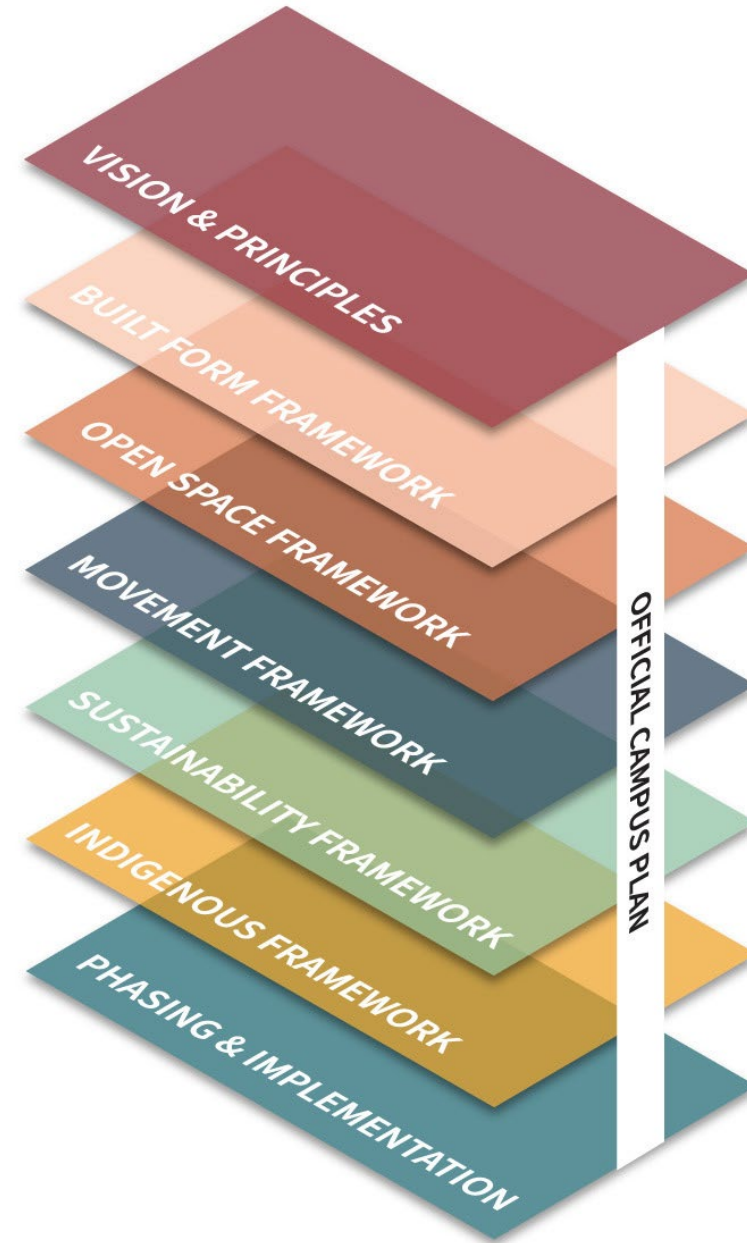 VISION & PRINCIPLES
BUILT FORM FRAMEWORK
OPEN SPACE FRAMEWORK
MOVEMENT FRAMEWORK
SUSTAINABILITY FRAMEWORK
INDIGENOUS FRAMEWORK
PHASING & IMPLEMENTATION
OFFICIAL CAMPUS PLAN